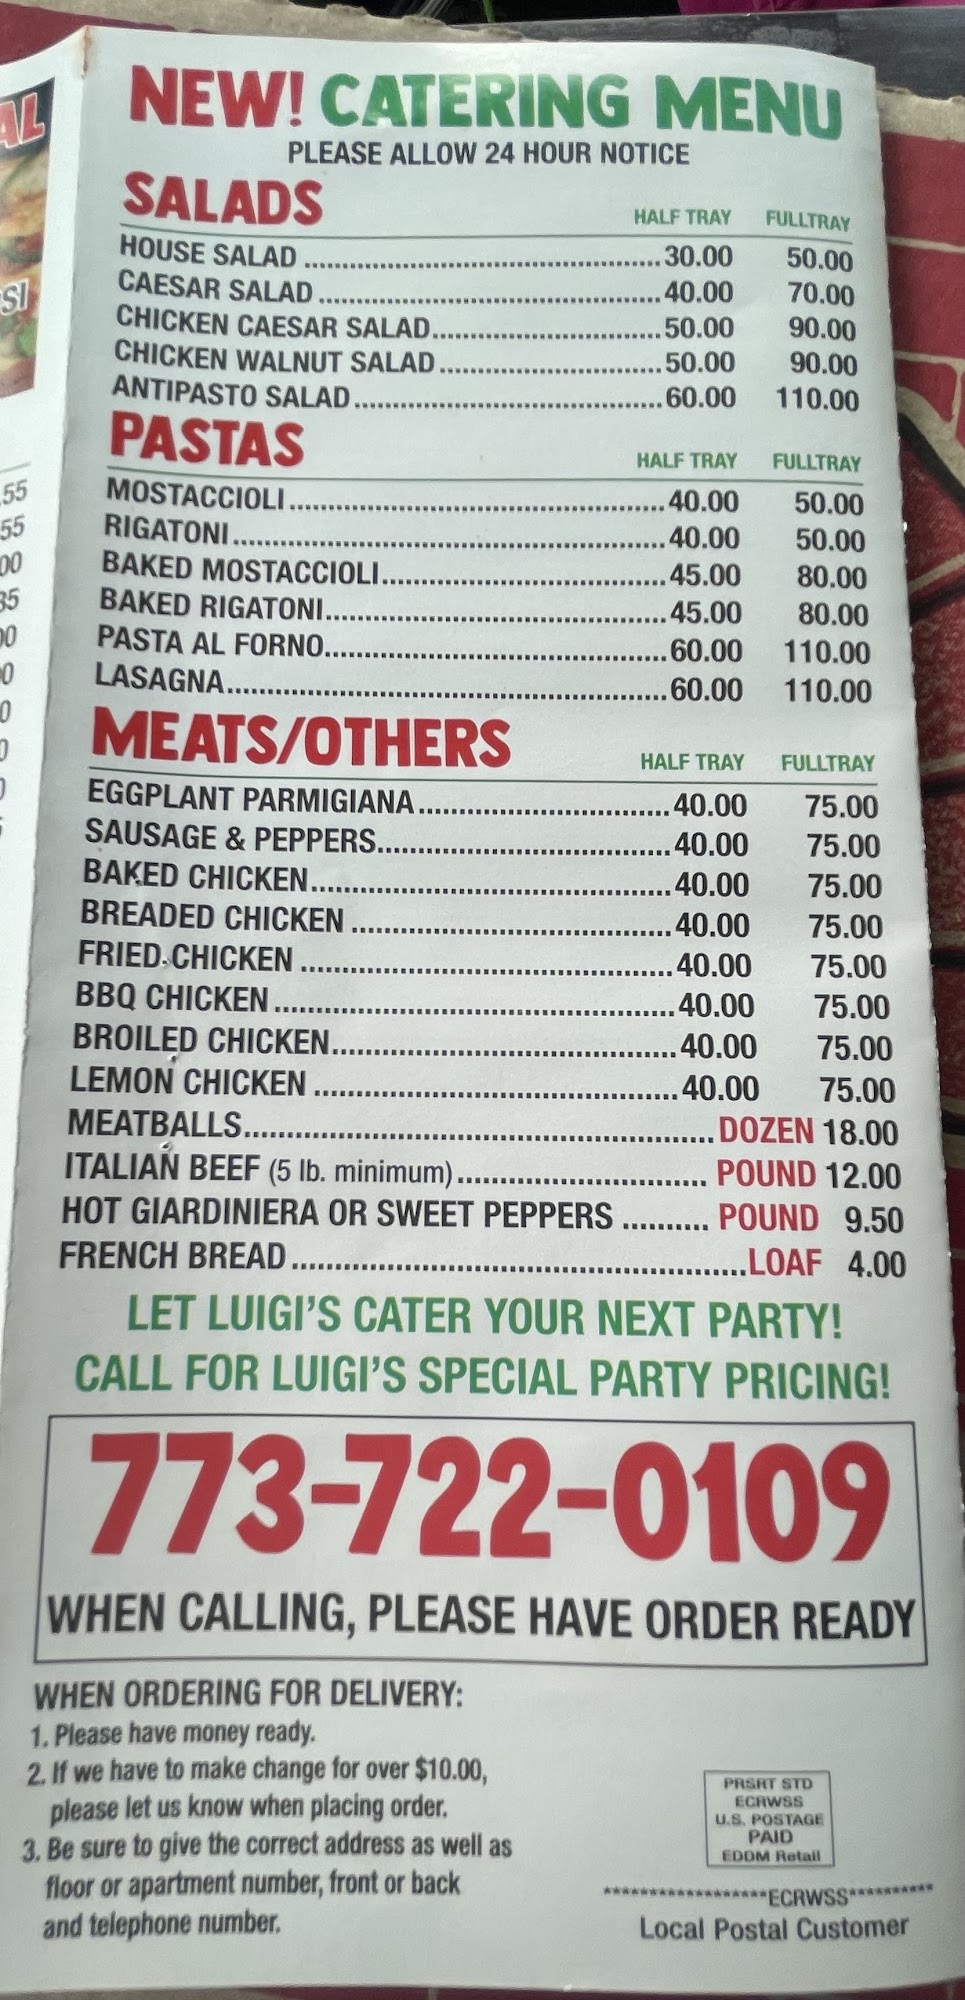 AL
SI
.55
55
00
35
00
0
0
0
NEW! CATERING MENU
PLEASE ALLOW 24 HOUR NOTICE
SALADS HALF TRAY FULLTRAY
HOUSE SALAD ........ 30.00 50.00
CAESAR SALAD ........ 40.00 70.00
CHICKEN CAESAR SALAD ........ 50.00 90.00
CHICKEN WALNUT SALAD ........ 50.00 90.00
ANTIPASTO SALAD ........ 60.00 110.00
PASTAS HALF TRAY FULLTRAY
MOSTACCIOLI ........ 40.00 50.00
RIGATONI ........ 40.00 50.00
BAKED MOSTACCIOLI ........ 45.00 80.00
BAKED RIGATONI ........ 45.00 80.00
PASTA AL FORNO ........ 60.00 110.00
LASAGNA ........ 60.00 110.00
MEATS/OTHERS HALF TRAY FULLTRAY
EGGPLANT PARMIGIANA ........ 40.00 75.00
SAUSAGE & PEPPERS ........ 40.00 75.00
BAKED CHICKEN ........ 40.00 75.00
BREADED CHICKEN ........ 40.00 75.00
FRIED CHICKEN ........ 40.00 75.00
BBQ CHICKEN ........ 40.00 75.00
BROILED CHICKEN ........ 40.00 75.00
LEMON CHICKEN ........ 40.00 75.00
MEATBALLS ........ DOZEN 18.00
ITALIAN BEEF (5 lb. minimum) ........ POUND 12.00
HOT GIARDINIERA OR SWEET PEPPERS ........ POUND 9.50
FRENCH BREAD ........ LOAF 4.00
LET LUIGI'S CATER YOUR NEXT PARTY!
CALL FOR LUIGI'S SPECIAL PARTY PRICING!
773-722-0109
WHEN CALLING, PLEASE HAVE ORDER READY
WHEN ORDERING FOR DELIVERY:
1. Please have money ready.
2. If we have to make change for over $10.00,
please let us know when placing order.
3. Be sure to give the correct address as well as
floor or apartment number, front or back
and telephone number.
PRSRT STD
ECRWSS
U.S. POSTAGE
PAID
EDDM Retail
******************ECRWSS**********
Local Postal Customer